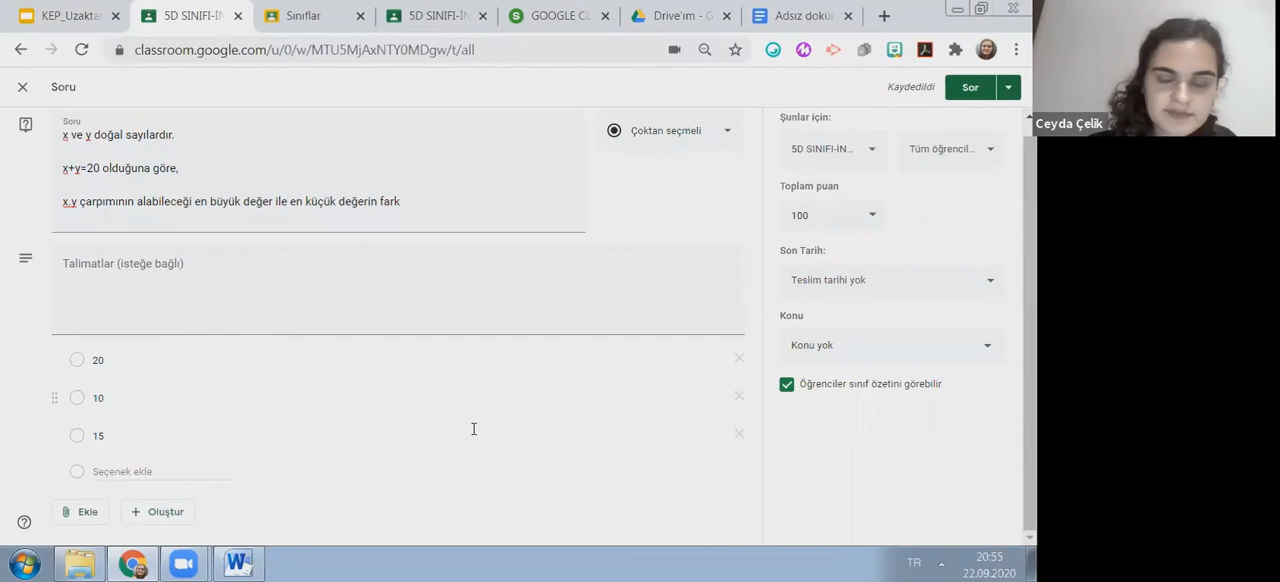 KEP_Uzaktar
5D SINIFI-İN
Sınıflar
5D SINIFI-İN
GOOGLE CL
Drive'ım - G
Adsız dokü
classroom.google.com/u/0/w/MTU5MjAxNTY0MDgw/t/all
Soru
Kaydedildi
Sor
Soru
x ve y doğal sayılardır.
x+y=20 olduğuna göre,
x.y çarpımının alabileceği en büyük değer ile en küçük değerin fark
Çoktan seçmeli
Talimatlar (isteğe bağlı)
20
10
15
Seçenek ekle
Ekle
Oluştur
Şunlar için:
5D SINIFI-İN...
Tüm öğrencil...
Toplam puan
100
Son Tarih:
Teslim tarihi yok
Konu
Konu yok
Öğrenciler sınıf özetini görebilir
Ceyda Çelik
TR
20:55
22.09.2020